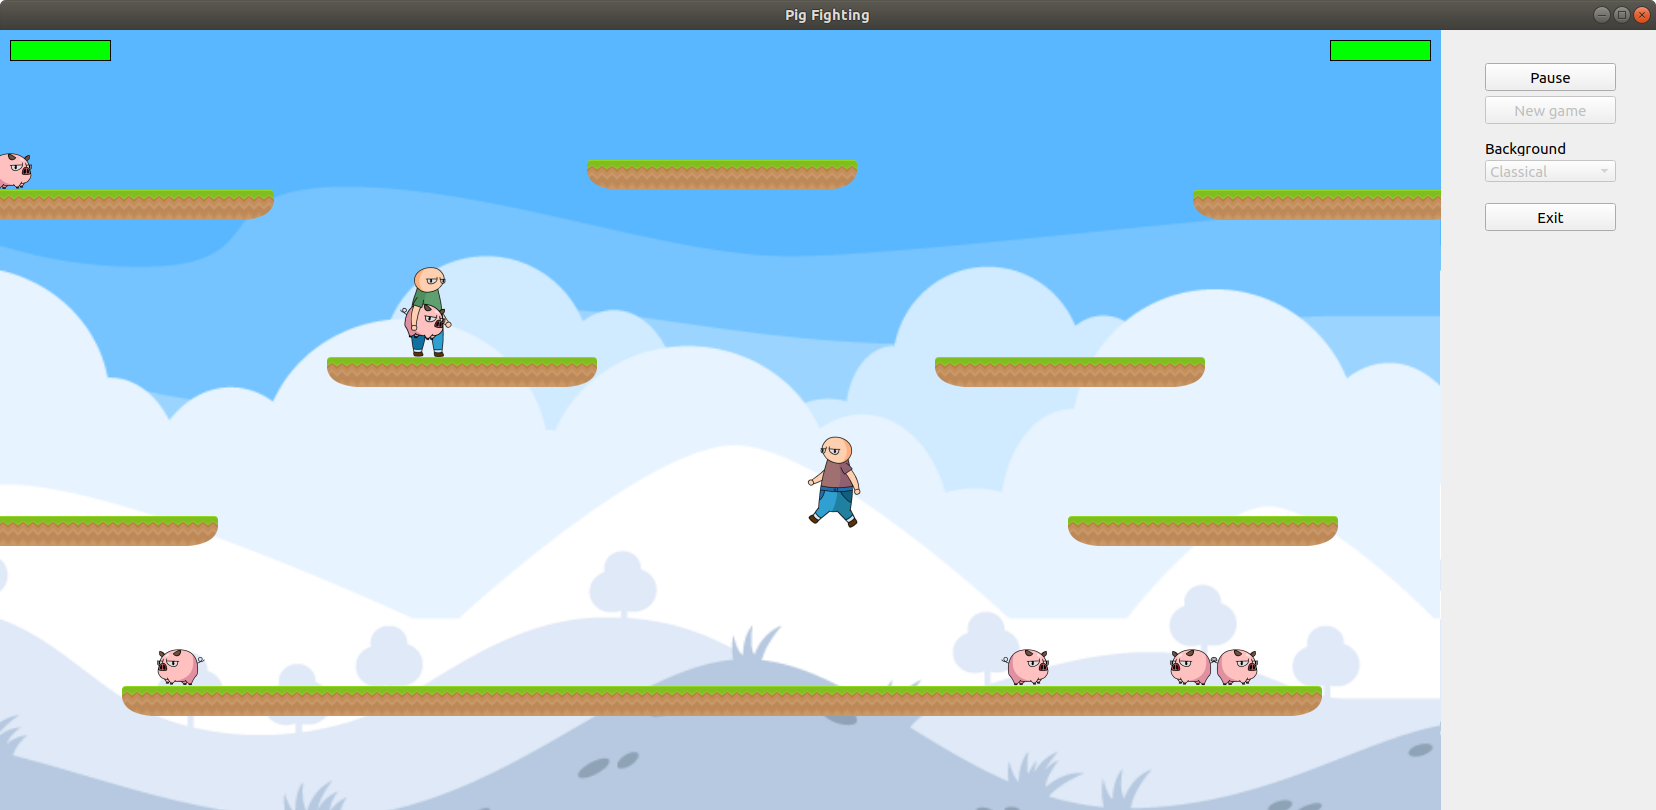 Pig Fighting
Pause
New game
Background
Classical
Exit